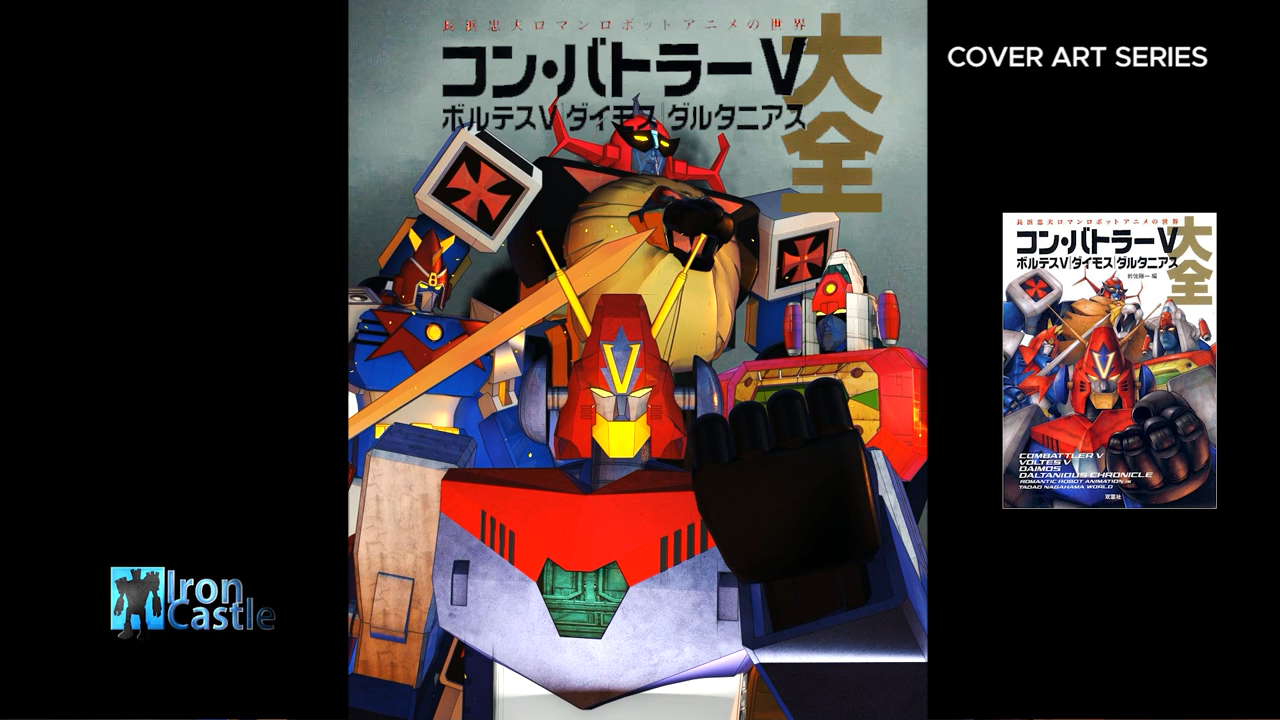 長浜忠夫ロマンロボットアニメの世界
コン・バトラーV
大全
ボルテスV|ダイモス|ダルタニアス
COVER ART SERIES
長浜忠夫ロマンロボットアニメの世界
コン・バトラーV
大全
ボルテスV|ダイモス|ダルタニアス
COMBATTLER V
VOLTES V
DAIMOS
DALTANIOUS CHRONICLE
ROMANTIC ROBOT ANIMATION in
TADAO NAGAHAMA WORLD
双葉社
V
Iron
Castle